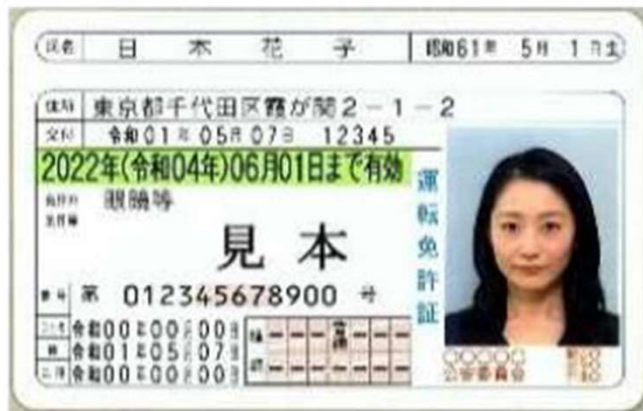 氏名 日本花子 昭和61年 5月 1日生
住所 東京都千代田区霞が関2-1-2
交付 令和01年05月07日 12345
2022年(令和04年)06月01日まで有効
免許の
条件等
眼鏡等
見本
番号 第 012345678900 号
令和00年00月00日
令和01年05月07日
令和00年00月00日
運転免許証
公安委員会